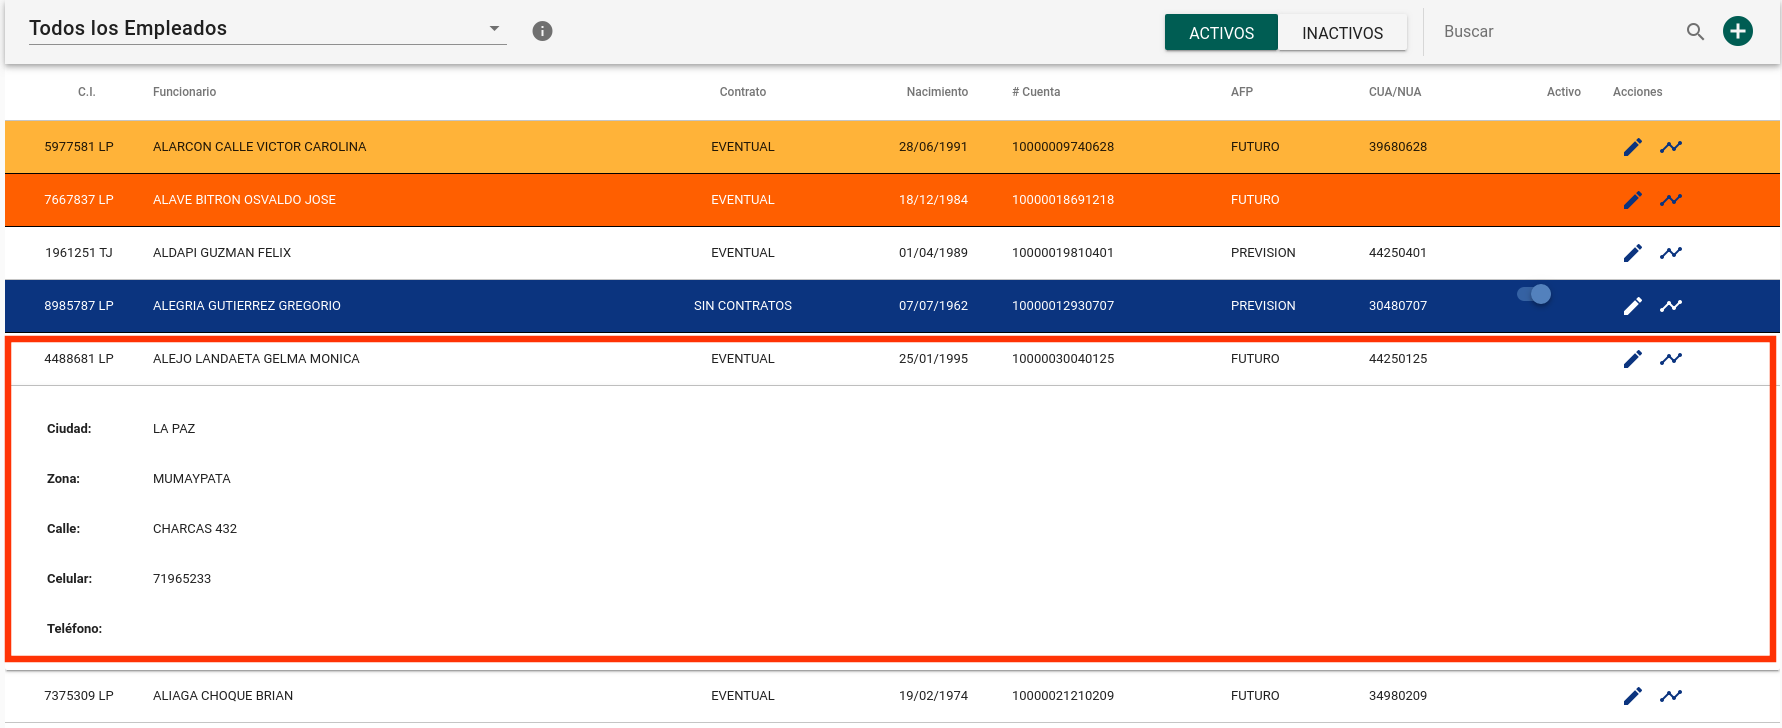 Todos los Empleados ACTIVOS INACTIVOS Buscar
C.I. Funcionario Contrato Nacimiento # Cuenta AFP CUA/NUA Activo Acciones
5977581 LP ALARCON CALLE VICTOR CAROLINA EVENTUAL 28/06/1991 10000009740628 FUTURO 39680628
7667837 LP ALAVE BITRON OSVALDO JOSE EVENTUAL 18/12/1984 10000018691218 FUTURO
1961251 TJ ALDAPI GUZMAN FELIX EVENTUAL 01/04/1989 10000019810401 PREVISION 44250401
8985787 LP ALEGRIA GUTIERREZ GREGORIO SIN CONTRATOS 07/07/1962 10000012930707 PREVISION 30480707
4488681 LP ALEJO LANDAETA GELMA MONICA EVENTUAL 25/01/1995 10000030040125 FUTURO 44250125
Ciudad: LA PAZ
Zona: MUMAYPATA
Calle: CHARCAS 432
Celular: 71965233
Teléfono:
7375309 LP ALIAGA CHOQUE BRIAN EVENTUAL 19/02/1974 10000021210209 FUTURO 34980209